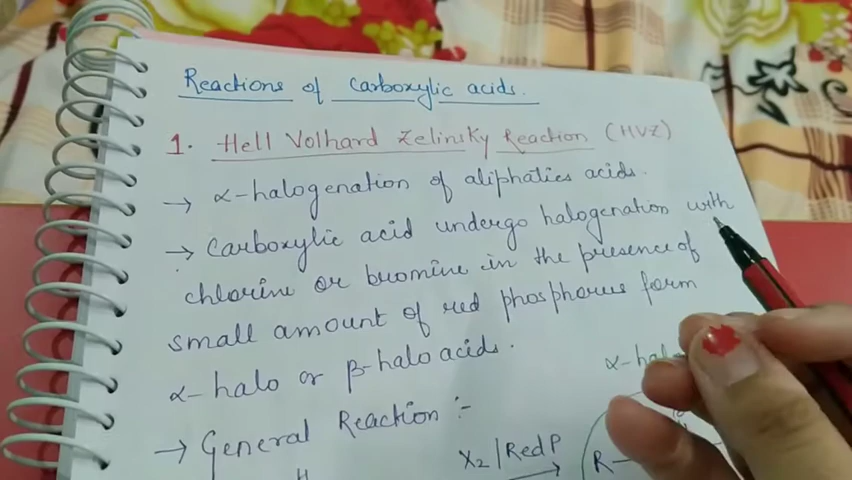 Reactions of Carboxylic acids.
1. Hell Volhard Zelinsky Reaction (HVZ)
→ α-halogenation of aliphatics acids.
→ Carboxylic acid undergo halogenation with
chlorine or bromine in the presence of
small amount of red phosphorus form
α-halo or β-halo acids.
α-hal
→ General Reaction :-
H
X2/Red P
R-